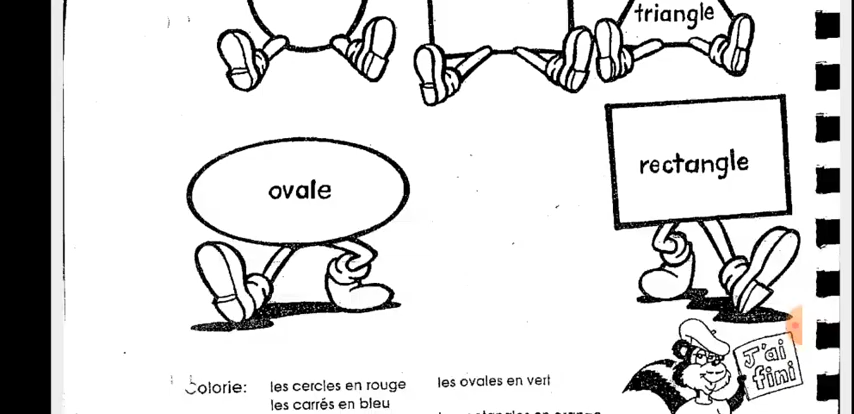 triangle
rectangle
ovale
J'ai
fini
Colorie: les cercles en rouge les ovales en vert
les carrés en bleu